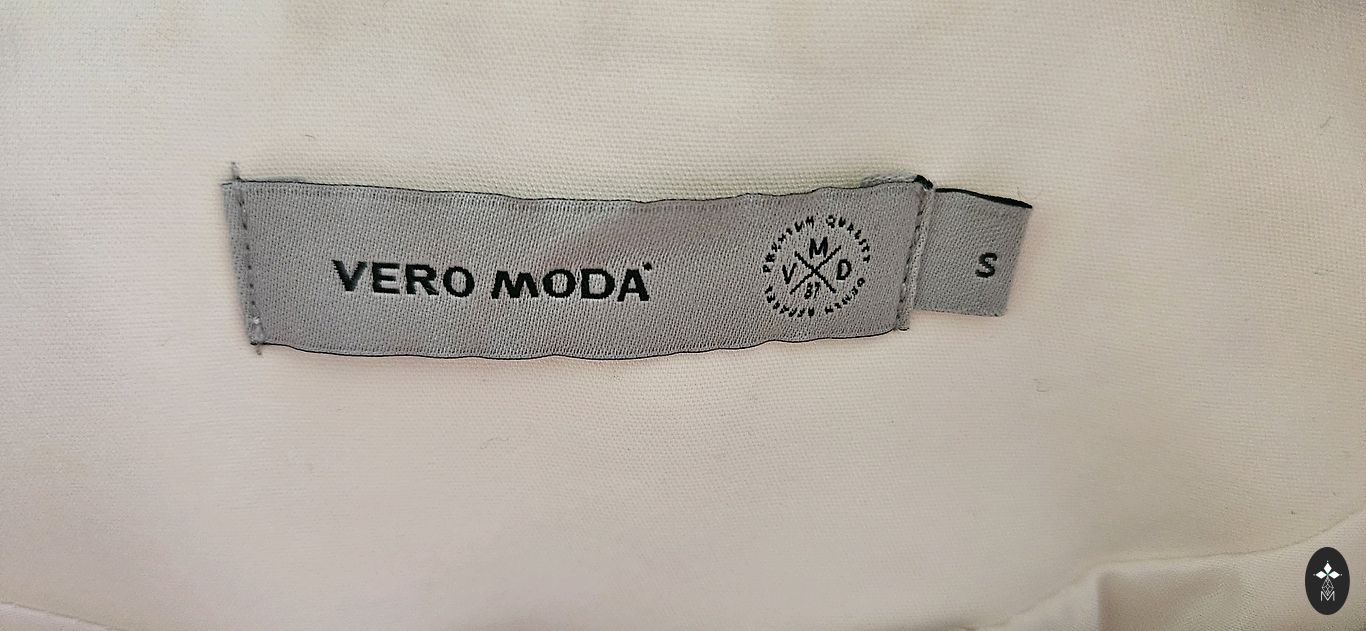 VERO MODA
PREMIUM QUALITY
V M D 87
DENIM APPAREL
S
M